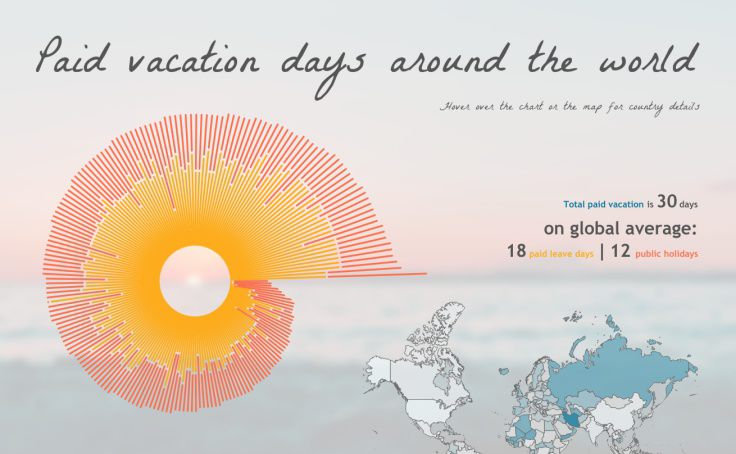 Paid vacation days around the world
Hover over the chart or the map for country details
Total paid vacation is 30 days
on global average:
18 paid leave days | 12 public holidays